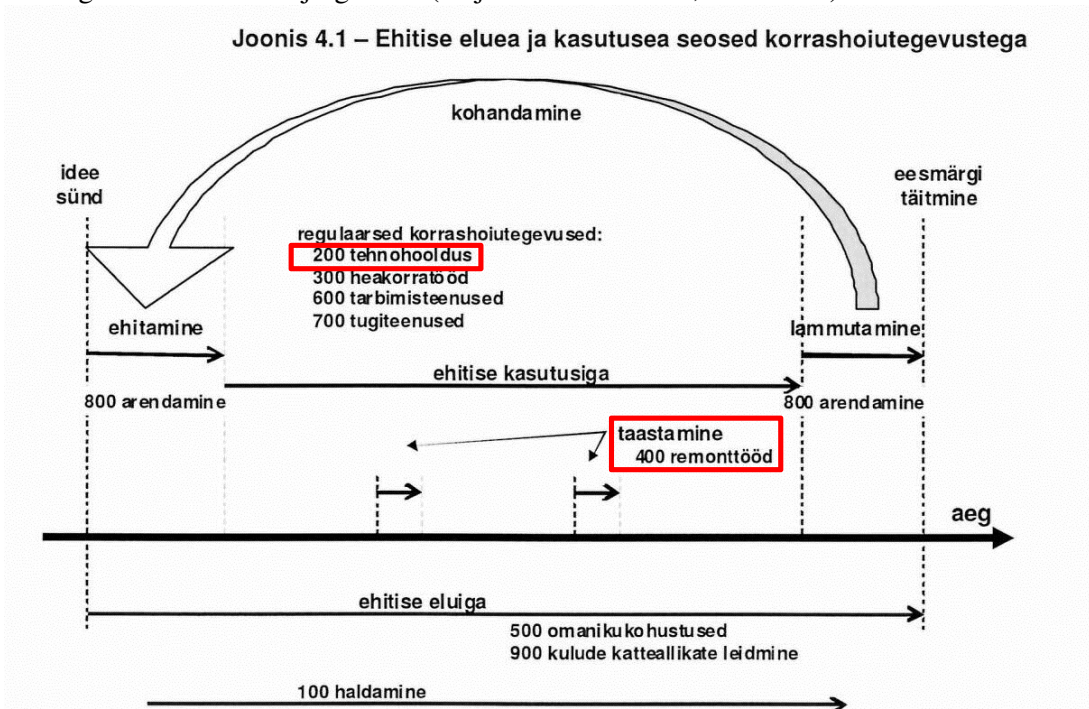 Joonis 4.1 – Ehitise eluea ja kasutusea seosed korrashoiutegevustega
kohandamine
idee
sünd
eesmärgi
täitmine
regulaarsed korrashoiutegevused:
200 tehnohooldus
300 heakorratööd
600 tarbimisteenused
700 tugiteenused
ehitamine
lammutamine
ehitise kasutusiga
800 arendamine
800 arendamine
taastamine
400 remonttööd
aeg
ehitise eluiga
500 omanikukohustused
900 kulude katteallikate leidmine
100 haldamine